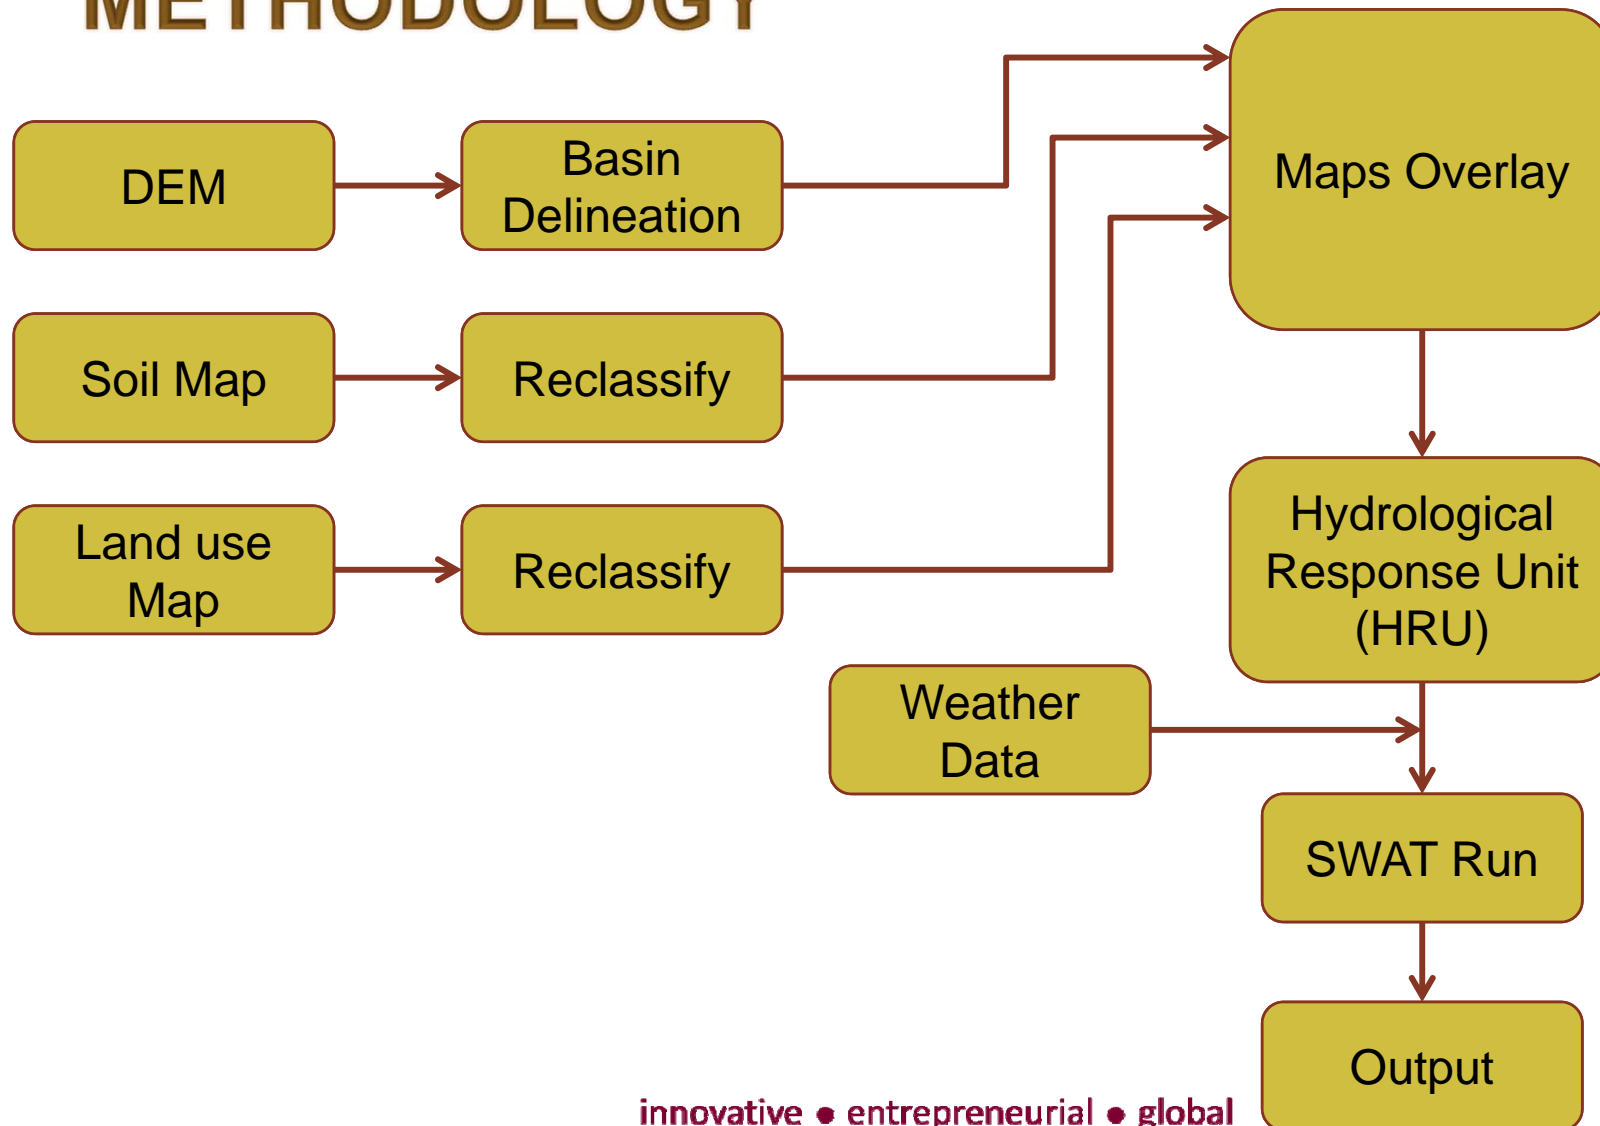 METHODOLOGY
DEM
Basin
Delineation
Maps Overlay
Soil Map
Reclassify
Land use
Map
Reclassify
Hydrological
Response Unit
(HRU)
Weather
Data
SWAT Run
Output
innovative ● entrepreneurial ● global